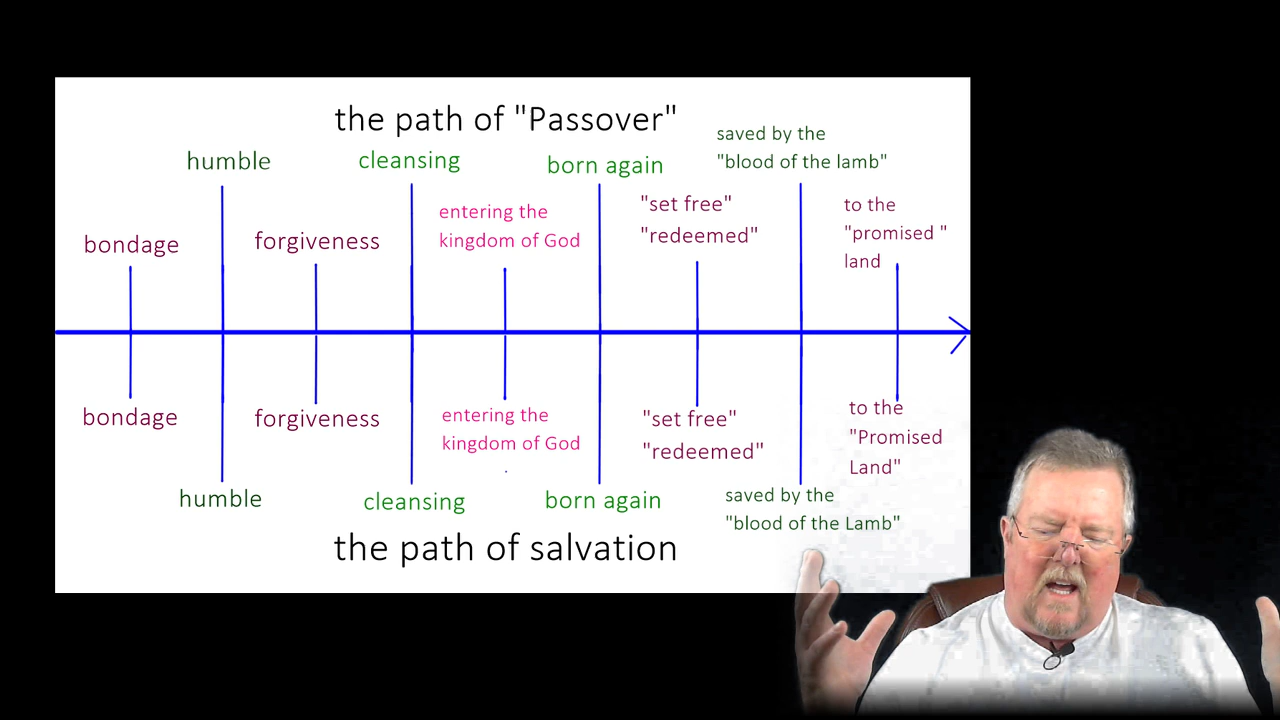 the path of "Passover"
saved by the
"blood of the lamb"
humble
cleansing
born again
"set free"
"redeemed"
to the
"promised "
land
entering the
kingdom of God
bondage
forgiveness
bondage
forgiveness
entering the
kingdom of God
"set free"
"redeemed"
to the
"Promised
Land"
humble
cleansing
born again
saved by the
"blood of the Lamb"
the path of salvation